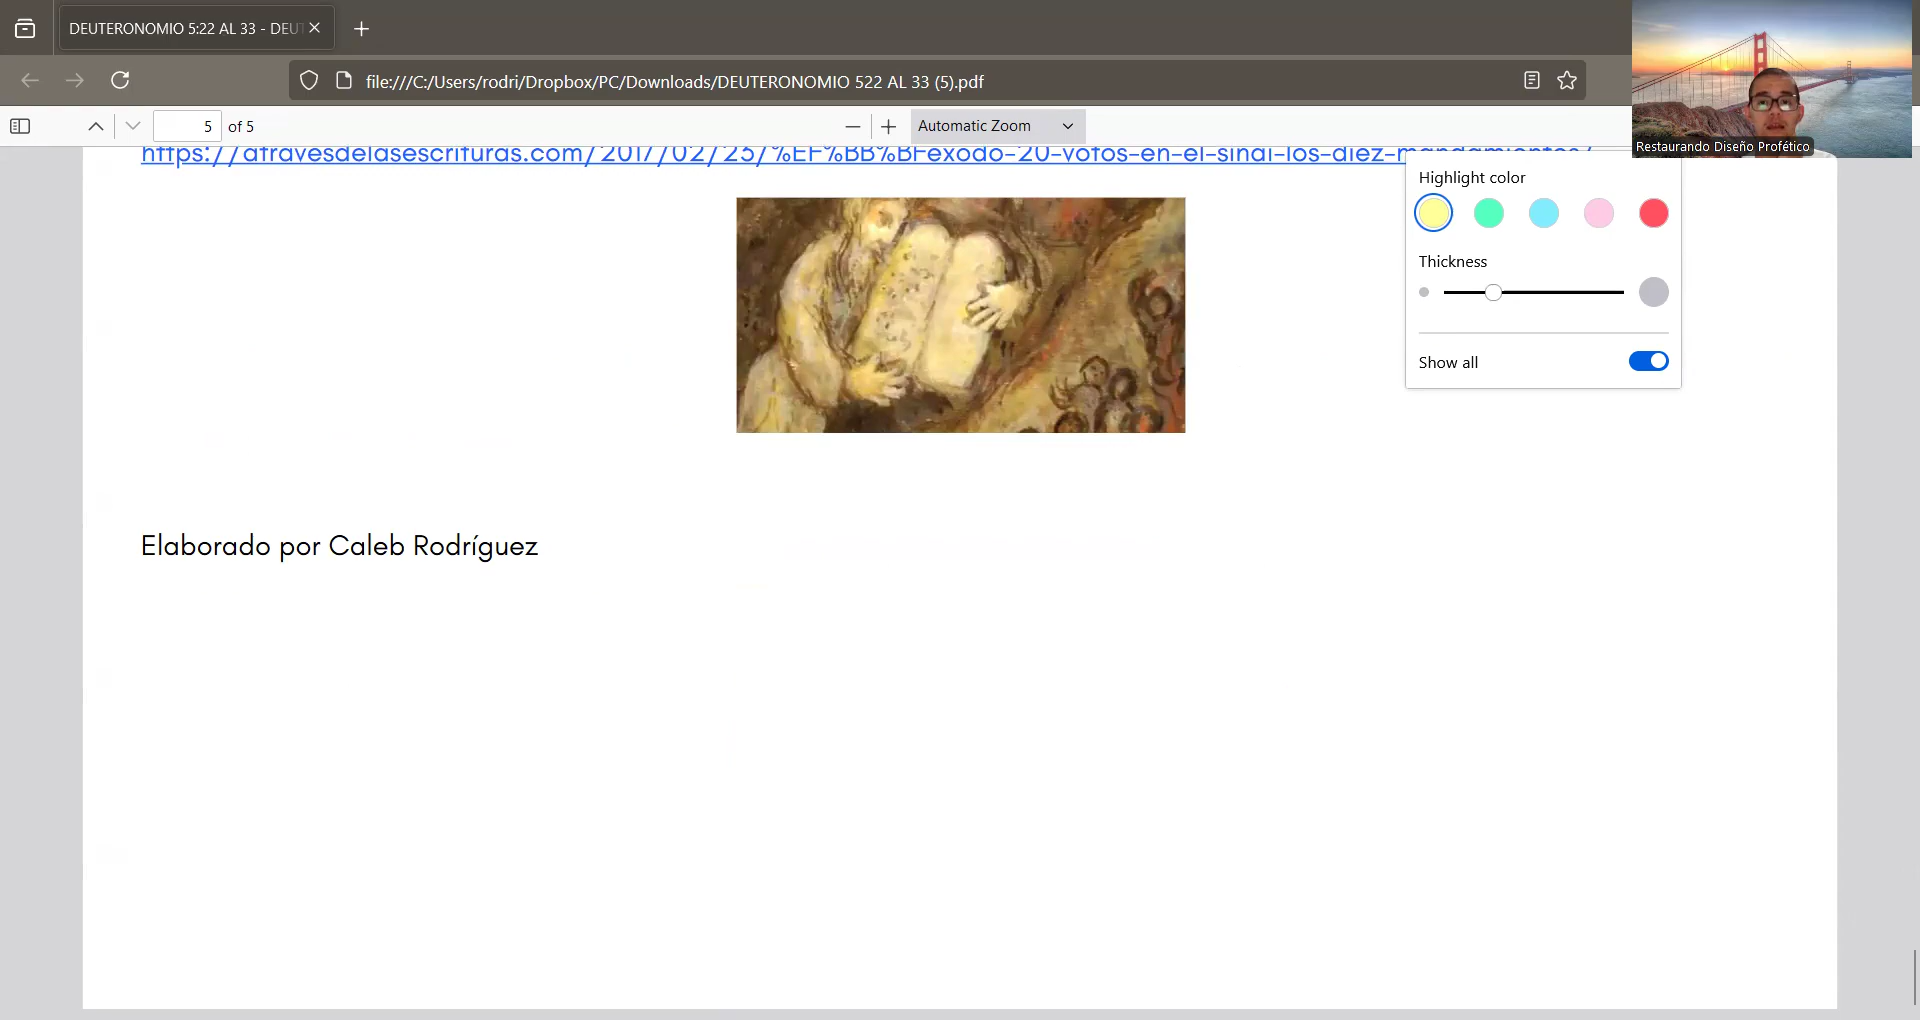 DEUTERONOMIO 5:22 AL 33 - DEUT
file:///C:/Users/rodri/Dropbox/PC/Downloads/DEUTERONOMIO 522 AL 33 (5).pdf
5 of 5
Automatic Zoom
Restaurando Diseño Profético
https://atravesdelasescrituras.com/2017/02/23/%EF%BB%BFexodo-20-votos-en-el-sinai-los-diez-mandamientos/
Highlight color
Thickness
Show all
Elaborado por Caleb Rodríguez